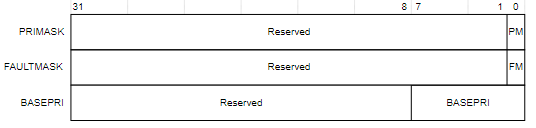 31 8 7 1 0
PRIMASK Reserved PM
FAULTMASK Reserved FM
BASEPRI Reserved BASEPRI